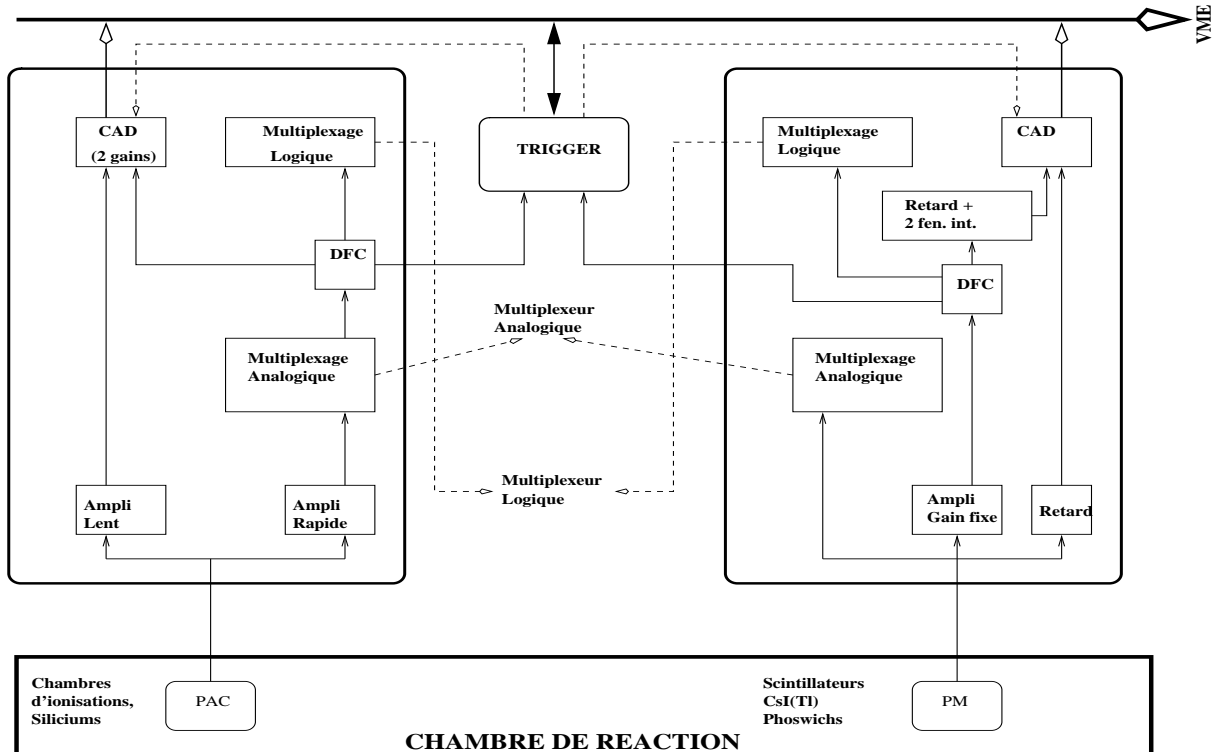 VME
CAD
(2 gains)
Multiplexage
Logique
TRIGGER
Multiplexage
Logique
CAD
Retard +
2 fen. int.
DFC
DFC
Multiplexeur
Analogique
Multiplexage
Analogique
Multiplexage
Analogique
Multiplexeur
Logique
Ampli
Lent
Ampli
Rapide
Ampli
Gain fixe
Retard
Chambres
d'ionisations,
Siliciums
PAC
Scintillateurs
CsI(Tl)
Phoswichs
PM
CHAMBRE DE REACTION